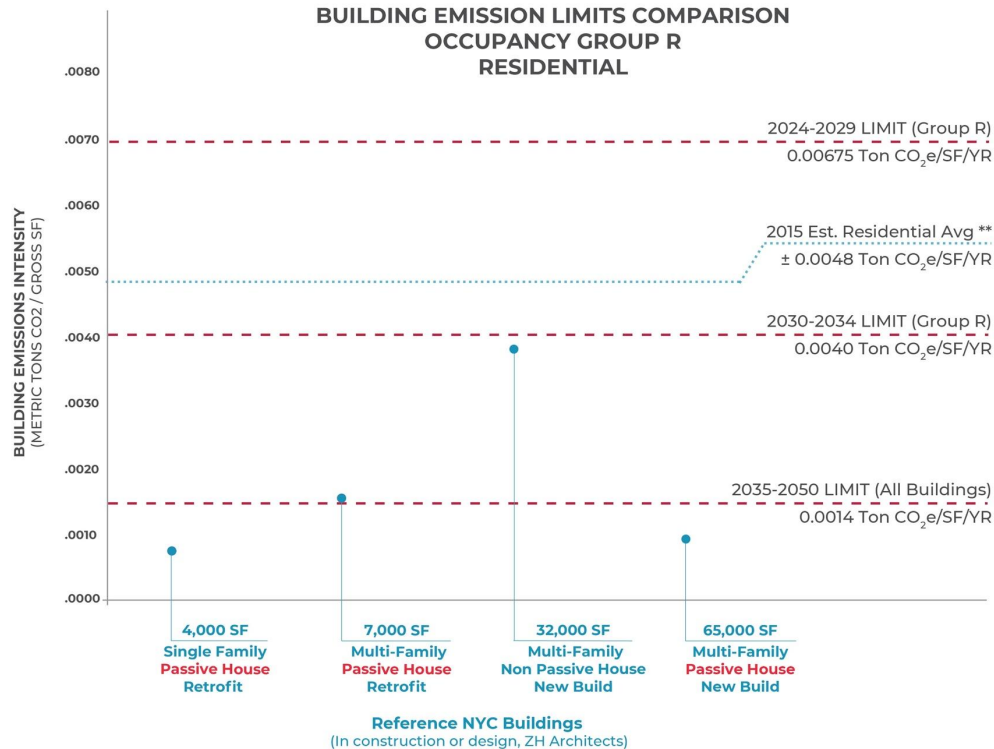 BUILDING EMISSION LIMITS COMPARISON
OCCUPANCY GROUP R
RESIDENTIAL
BUILDING EMISSIONS INTENSITY
(METRIC TONS CO2 / GROSS SF)
.0080
.0070
.0060
.0050
.0040
.0030
.0020
.0010
.0000
2024-2029 LIMIT (Group R)
0.00675 Ton CO₂e/SF/YR
2015 Est. Residential Avg **
± 0.0048 Ton CO₂e/SF/YR
2030-2034 LIMIT (Group R)
0.0040 Ton CO₂e/SF/YR
2035-2050 LIMIT (All Buildings)
0.0014 Ton CO₂e/SF/YR
4,000 SF
Single Family
Passive House
Retrofit
7,000 SF
Multi-Family
Passive House
Retrofit
32,000 SF
Multi-Family
Non Passive House
New Build
65,000 SF
Multi-Family
Passive House
New Build
Reference NYC Buildings
(In construction or design, ZH Architects)